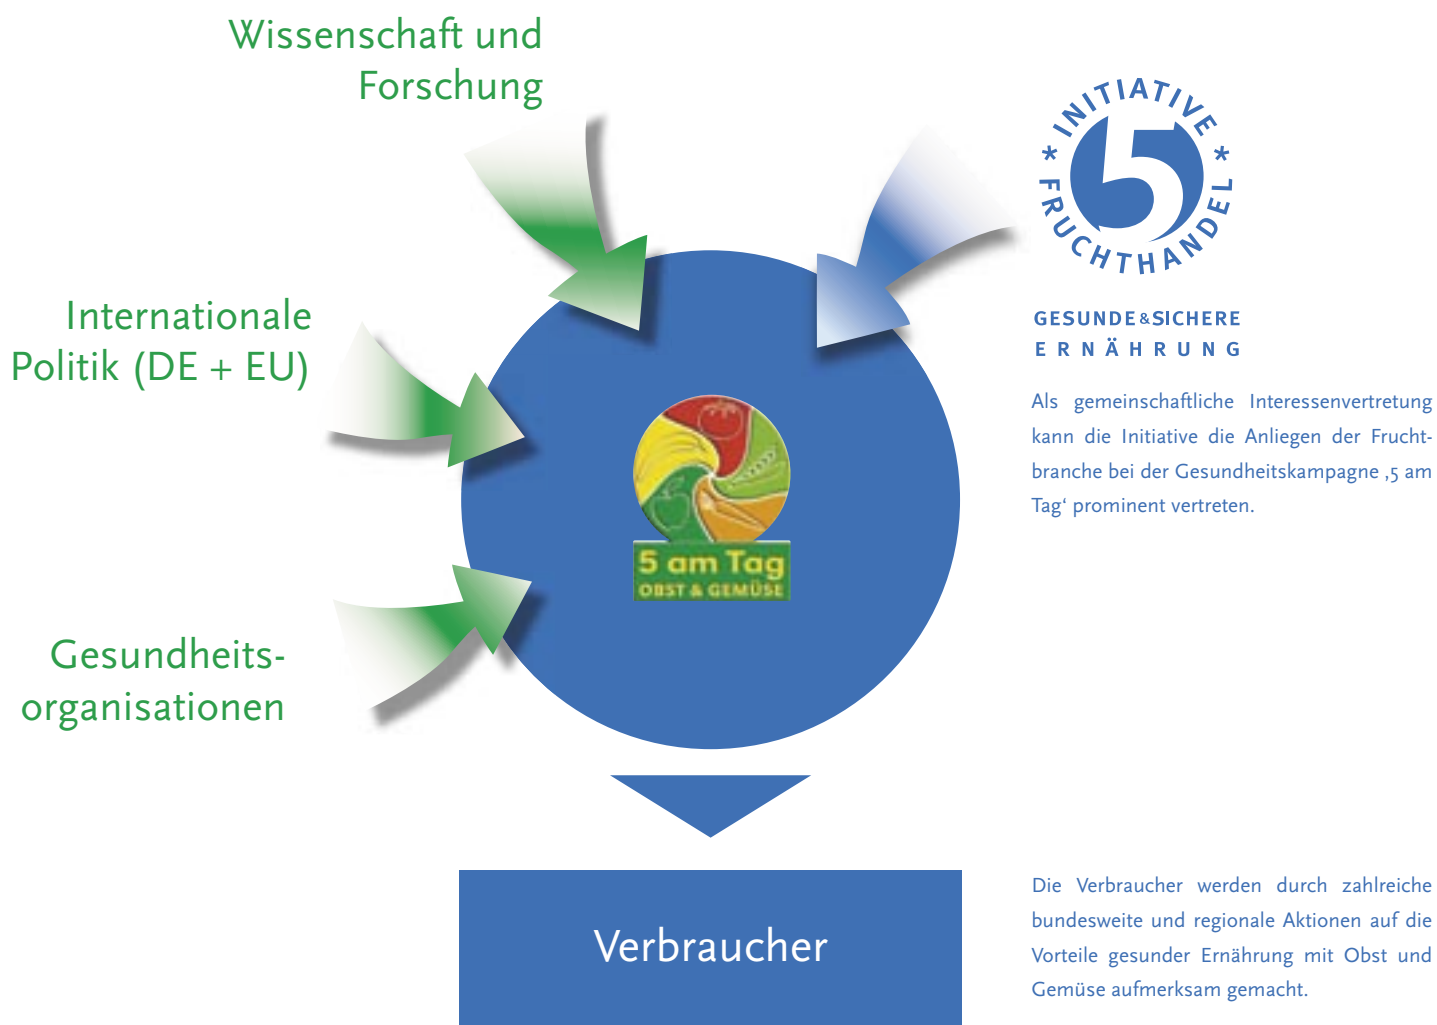 Wissenschaft und
Forschung
INITIATIVE
5
* FRUCHTHANDEL *
GESUNDE&SICHERE
ERNÄHRUNG
Internationale
Politik (DE + EU)
Als gemeinschaftliche Interessenvertretung
kann die Initiative die Anliegen der Frucht-
branche bei der Gesundheitskampagne ‚5 am
Tag‘ prominent vertreten.
5 am Tag
OBST & GEMÜSE
Gesundheits-
organisationen
Verbraucher
Die Verbraucher werden durch zahlreiche
bundesweite und regionale Aktionen auf die
Vorteile gesunder Ernährung mit Obst und
Gemüse aufmerksam gemacht.